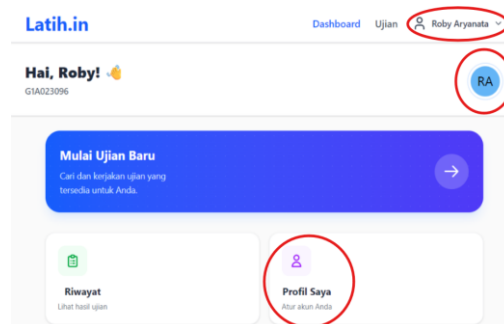 Latih.in
Dashboard Ujian Roby Aryanata
Hai, Roby! 👋
G1A023096
RA
Mulai Ujian Baru
Cari dan kerjakan ujian yang
tersedia untuk Anda.
Riwayat
Lihat hasil ujian
Profil Saya
Atur akun Anda